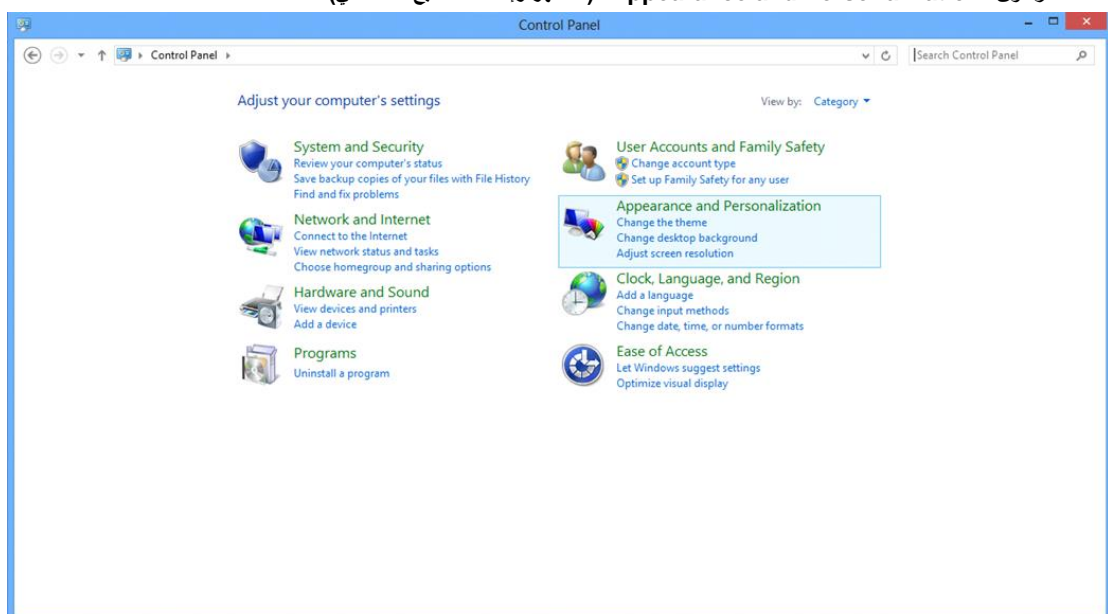 Appearance and Personalization
Control Panel
Control Panel
Search Control Panel
Adjust your computer's settings
View by: Category
System and Security
Review your computer's status
Save backup copies of your files with File History
Find and fix problems
Network and Internet
Connect to the Internet
View network status and tasks
Choose homegroup and sharing options
Hardware and Sound
View devices and printers
Add a device
Programs
Uninstall a program
User Accounts and Family Safety
Change account type
Set up Family Safety for any user
Appearance and Personalization
Change the theme
Change desktop background
Adjust screen resolution
Clock, Language, and Region
Add a language
Change input methods
Change date, time, or number formats
Ease of Access
Let Windows suggest settings
Optimize visual display